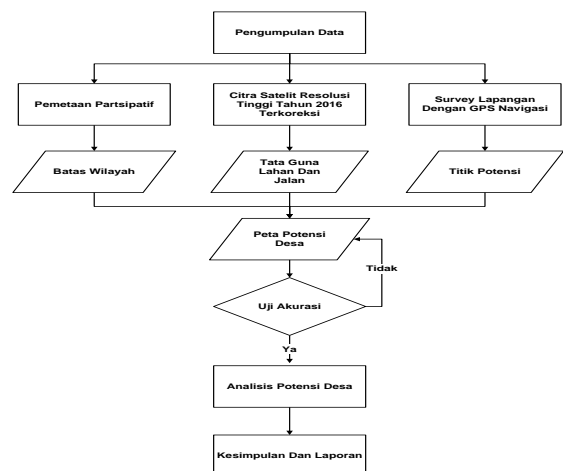 Pengumpulan Data
Pemetaan Partsipatif
Citra Satelit Resolusi
Tinggi Tahun 2016
Terkoreksi
Survey Lapangan
Dengan GPS Navigasi
Batas Wilayah
Tata Guna
Lahan Dan
Jalan
Titik Potensi
Peta Potensi
Desa
Tidak
Uji Akurasi
Ya
Analisis Potensi Desa
Kesimpulan Dan Laporan